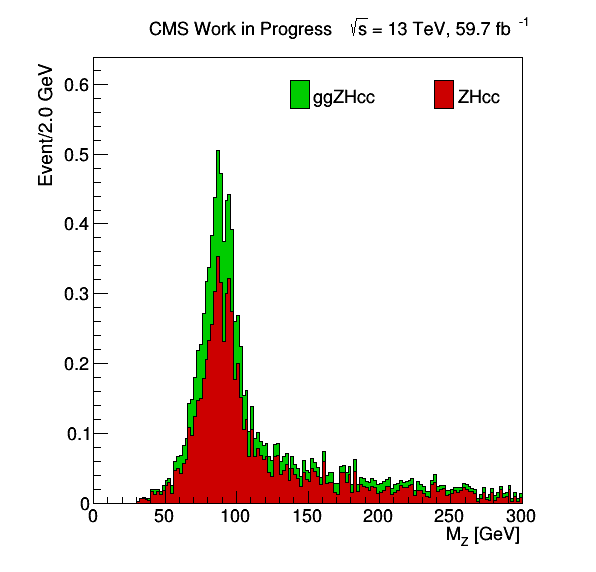 CMS Work in Progress √s = 13 TeV, 59.7 fb⁻¹
Event/2.0 GeV
ggZHcc ZHcc
0.6
0.5
0.4
0.3
0.2
0.1
0
0 50 100 150 200 250 300
M_Z [GeV]